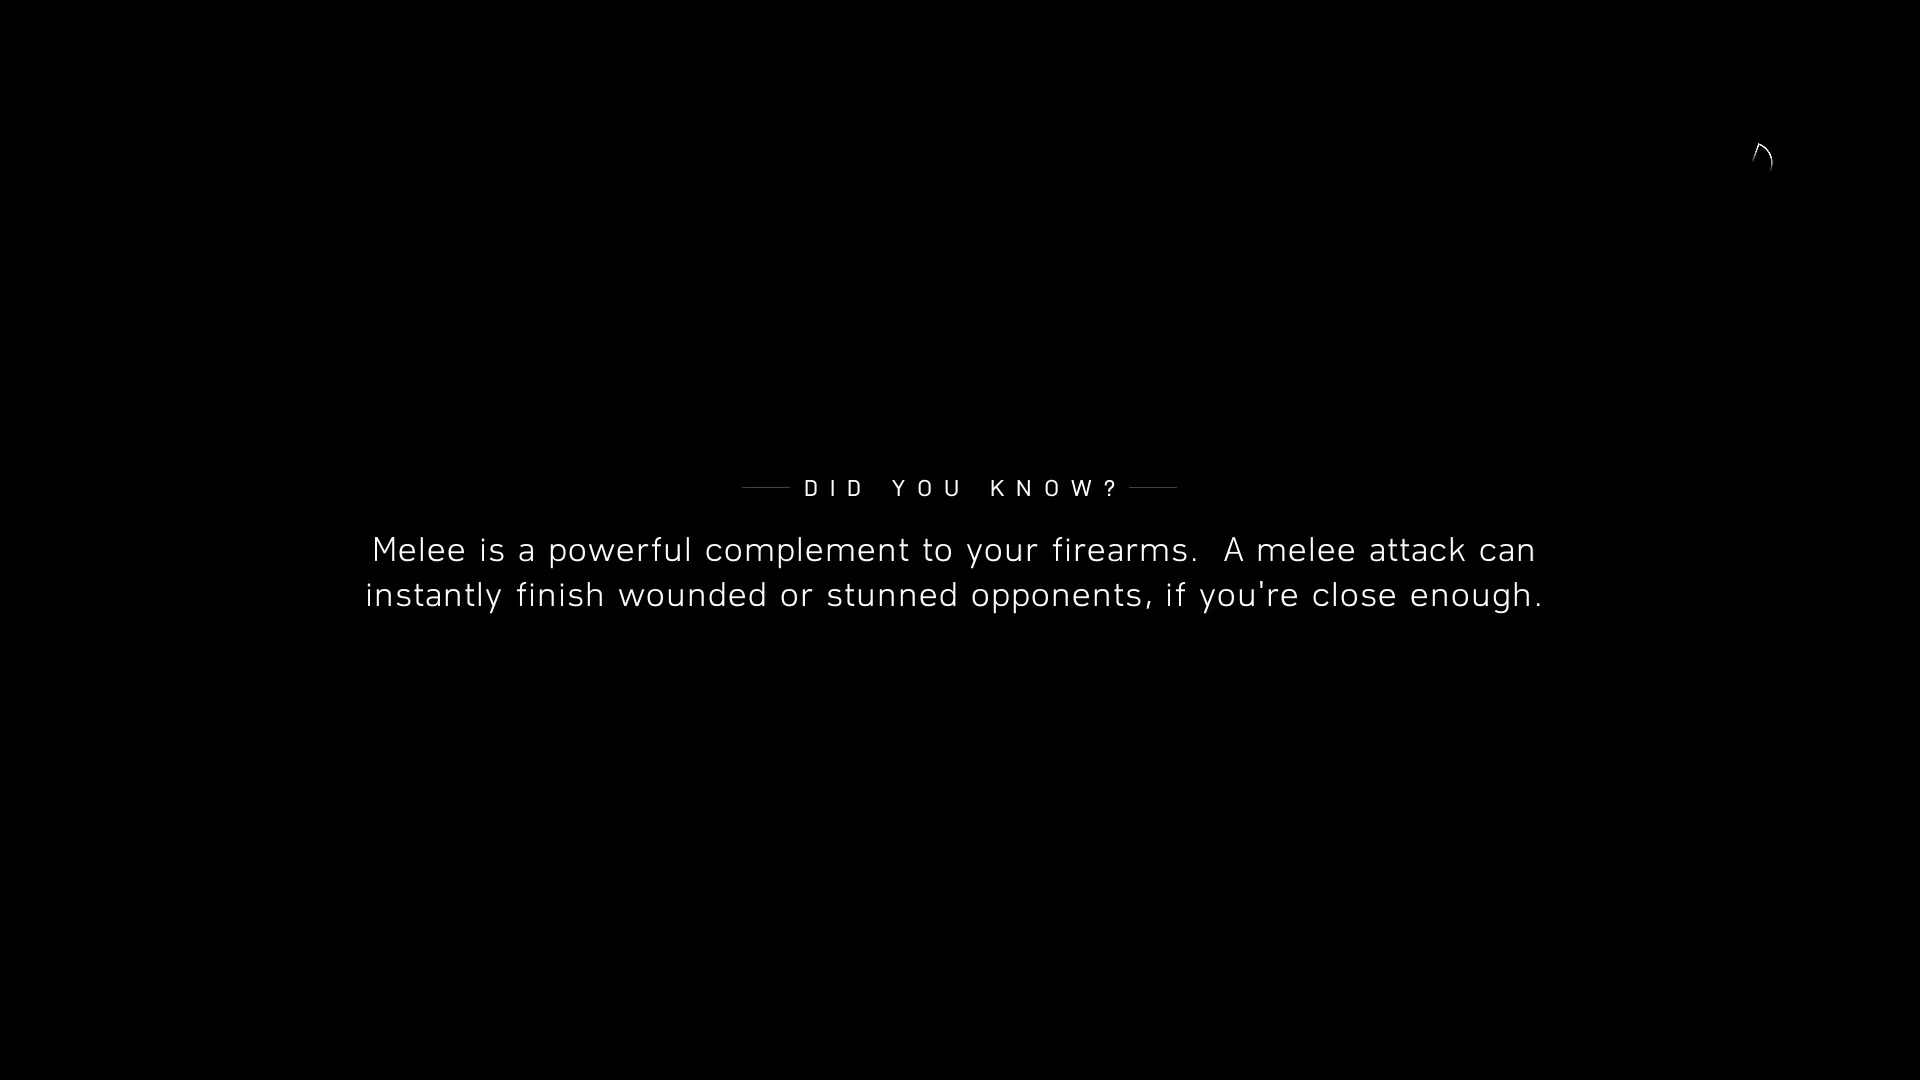 DID YOU KNOW?
Melee is a powerful complement to your firearms.  A melee attack can
instantly finish wounded or stunned opponents, if you're close enough.